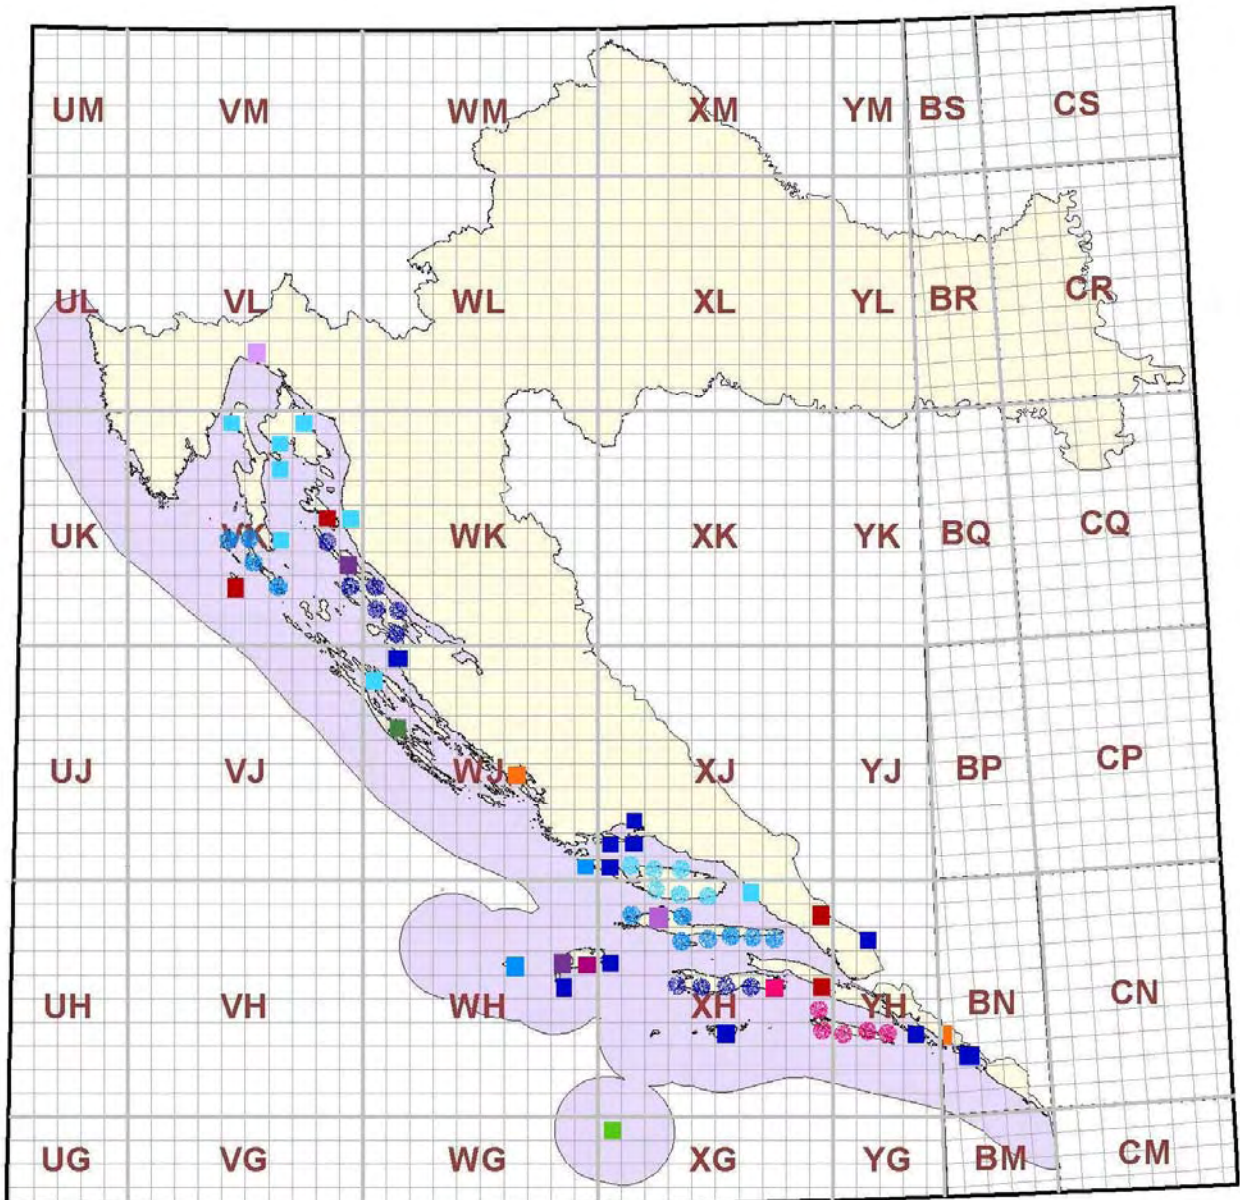 UM VM WM XM YM BS CS
UL VL WL XL YL BR CR
UK VK WK XK YK BQ CQ
UJ VJ WJ XJ YJ BP CP
UH VH WH XH YH BN CN
UG VG WG XG YG BM CM